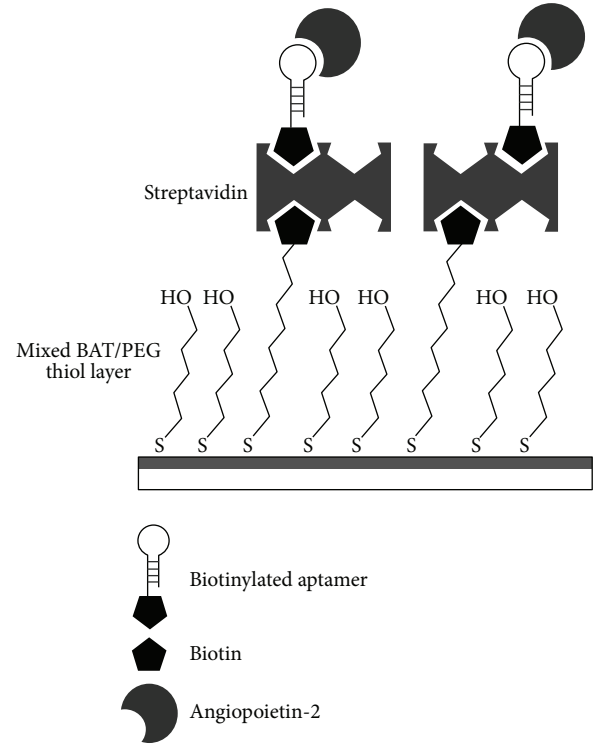 Streptavidin
HO HO HO HO HO HO
Mixed BAT/PEG
thiol layer
S S S S S S S S
Biotinylated aptamer
Biotin
Angiopoietin-2